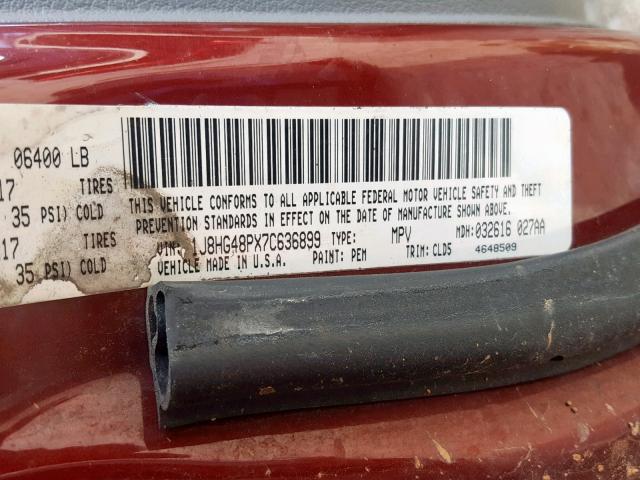 06400 LB
17 TIRES
35 PSI) COLD
17 TIRES
35 PSI) COLD
THIS VEHICLE CONFORMS TO ALL APPLICABLE FEDERAL MOTOR VEHICLE SAFETY AND THEFT
PREVENTION STANDARDS IN EFFECT ON THE DATE OF MANUFACTURE SHOWN ABOVE.
VIN: 1J8HG48PX7C636899 TYPE: MPV MDH: 032616 027AA
VEHICLE MADE IN U.S.A. PAINT: PEM TRIM: CLD5 4648509